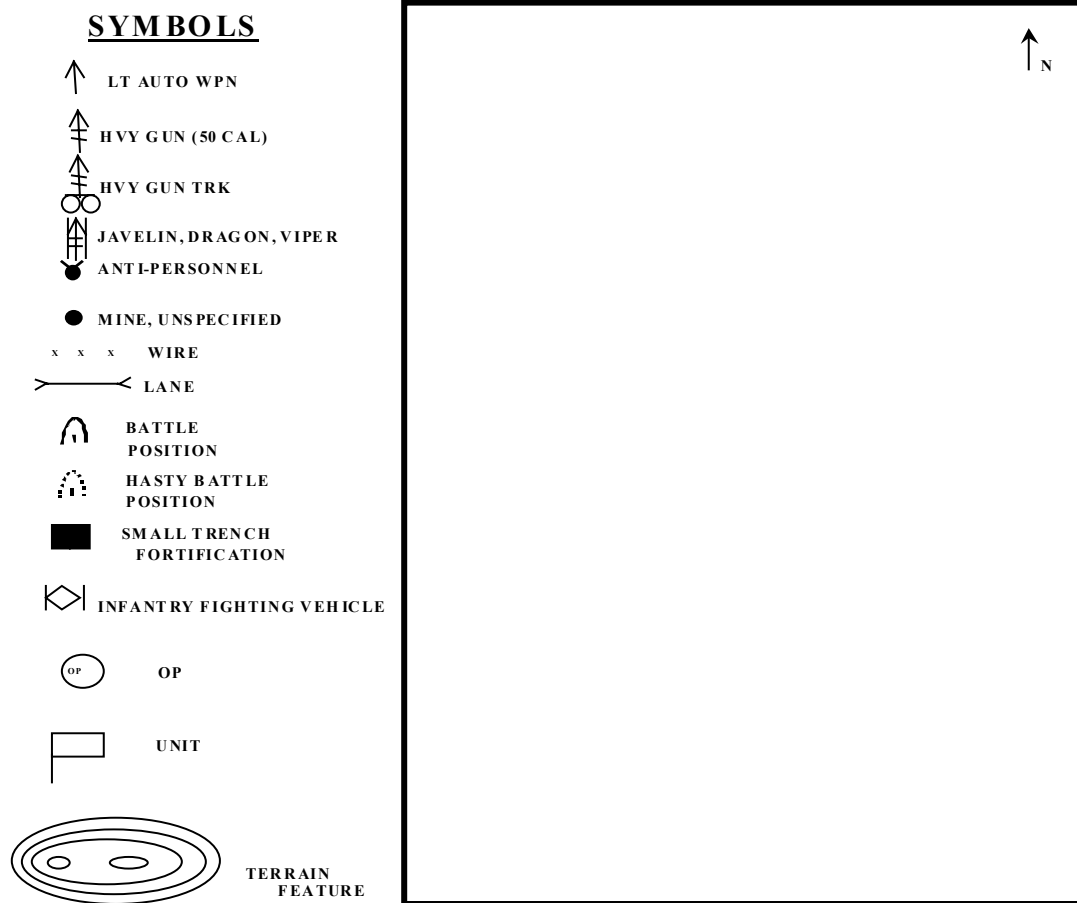 SYMBOLS
LT AUTO WPN
HVY GUN (50 CAL)
HVY GUN TRK
JAVELIN, DRAGON, VIPER
ANTI-PERSONNEL
MINE, UNSPECIFIED
x x x WIRE
LANE
BATTLE
POSITION
HASTY BATTLE
POSITION
SMALL TRENCH
FORTIFICATION
INFANTRY FIGHTING VEHICLE
OP OP
UNIT
TERRAIN
FEATURE
N